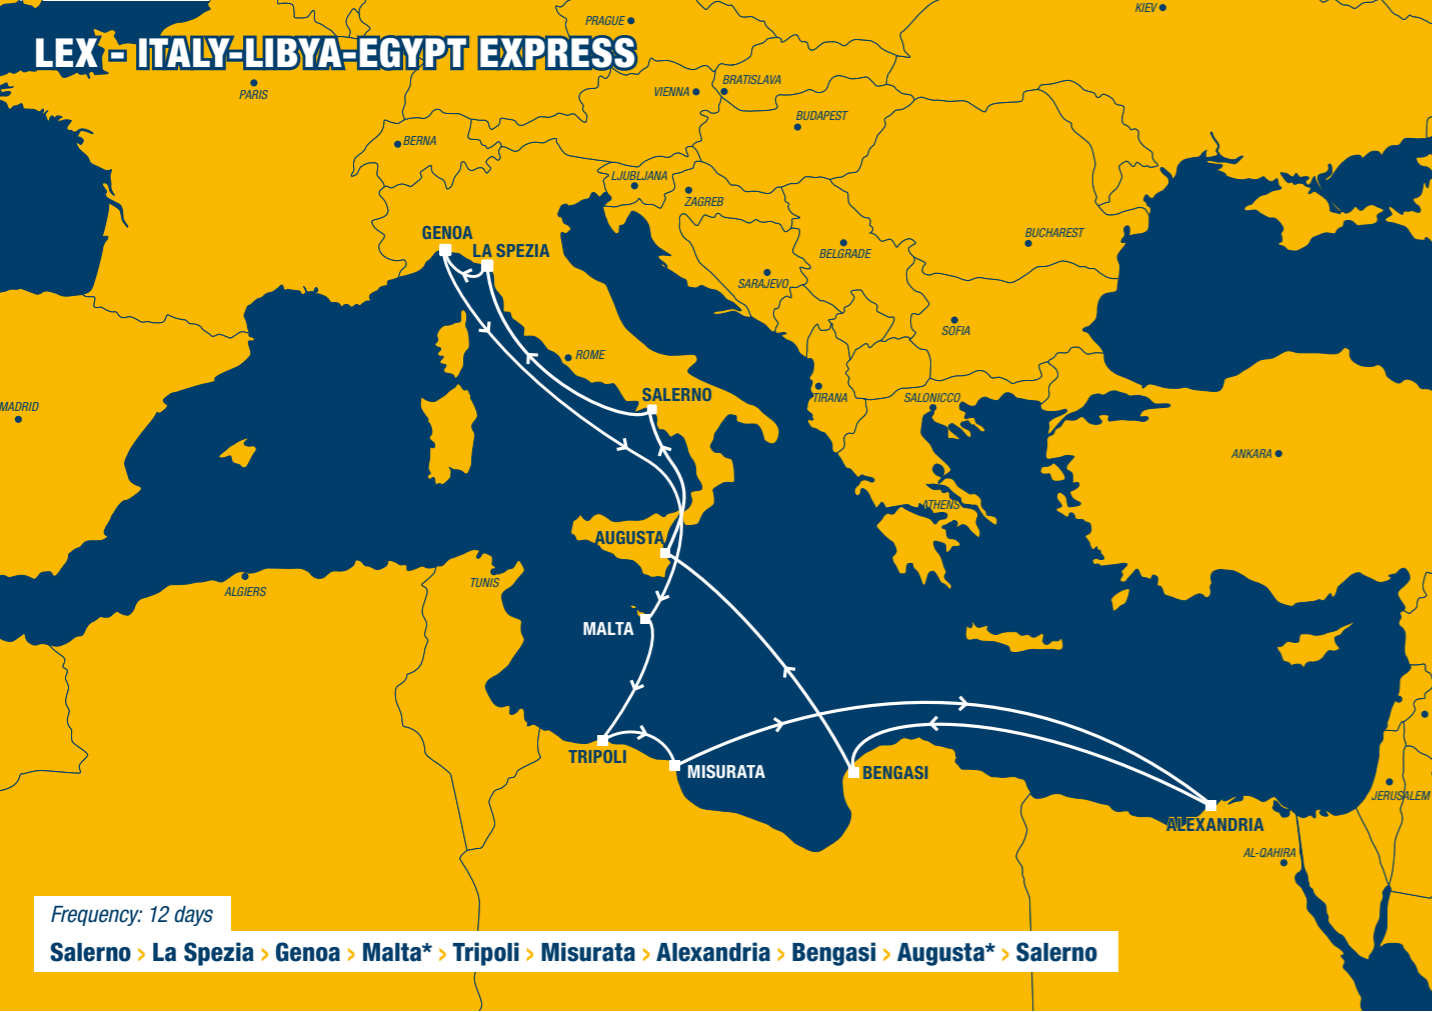 KIEV
PRAGUE
LEX - ITALY-LIBYA-EGYPT EXPRESS
PARIS
VIENNA
BRATISLAVA
BUDAPEST
BERNA
LJUBLJANA
ZAGREB
GENOA
LA SPEZIA
BELGRADE
BUCHAREST
SARAJEVO
SOFIA
ROME
SALERNO
TIRANA
SALONICCO
MADRID
ANKARA
ATHENS
AUGUSTA
TUNIS
ALGIERS
MALTA
TRIPOLI
MISURATA
BENGASI
JERUSALEM
ALEXANDRIA
AL-QAHIRA
Frequency: 12 days
Salerno > La Spezia > Genoa > Malta* > Tripoli > Misurata > Alexandria > Bengasi > Augusta* > Salerno